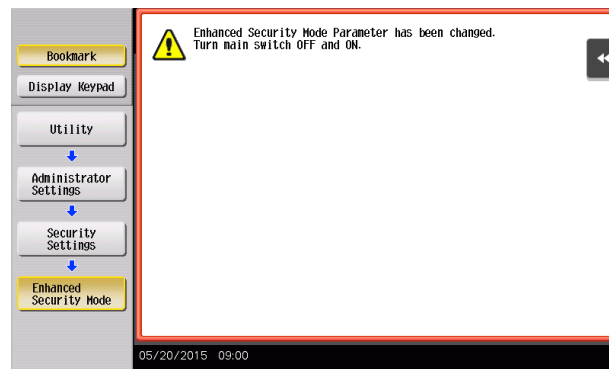 Enhanced Security Mode Parameter has been changed.
Turn main switch OFF and ON.
Bookmark
Display Keypad
Utility
Administrator
Settings
Security
Settings
Enhanced
Security Mode
05/20/2015 09:00